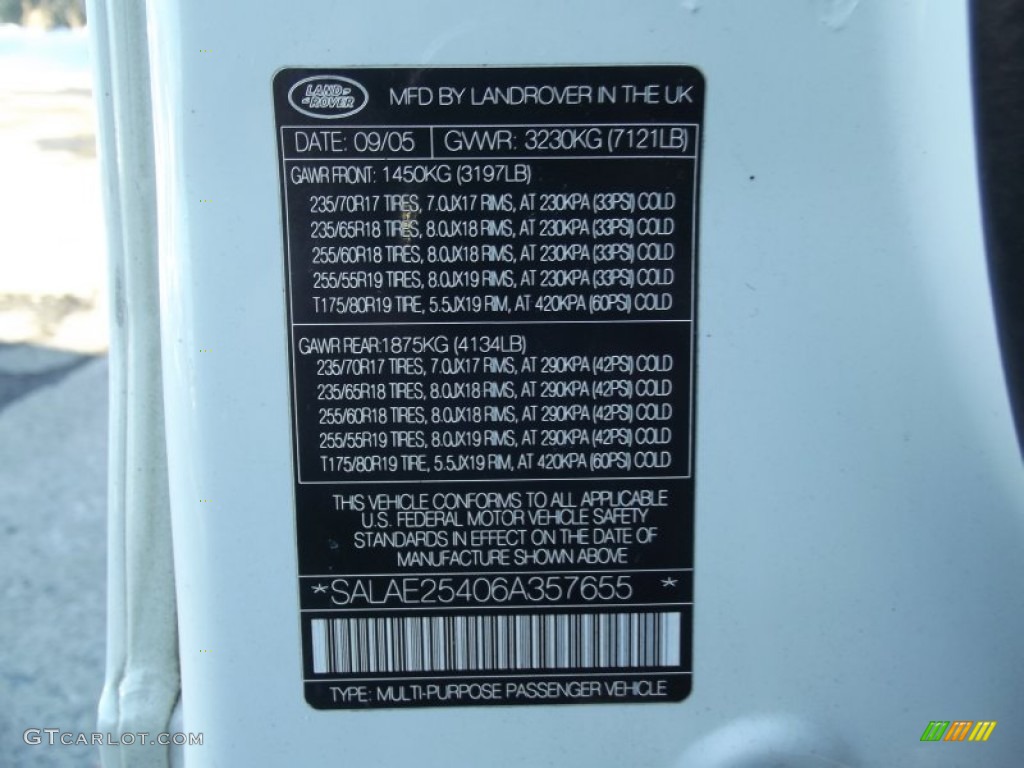 LAND
ROVER
MFD BY LANDROVER IN THE UK
DATE: 09/05 GVWR: 3230KG (7121LB)
GAWR FRONT: 1450KG (3197LB)
235/70R17 TIRES, 7.0JX17 RIMS, AT 230KPA (33PSI) COLD
235/65R18 TIRES, 8.0JX18 RIMS, AT 230KPA (33PSI) COLD
255/60R18 TIRES, 8.0JX18 RIMS, AT 230KPA (33PSI) COLD
255/55R19 TIRES, 8.0JX19 RIMS, AT 230KPA (33PSI) COLD
T175/80R19 TIRE, 5.5JX19 RIM, AT 420KPA (60PSI) COLD
GAWR REAR:1875KG (4134LB)
235/70R17 TIRES, 7.0JX17 RIMS, AT 290KPA (42PSI) COLD
235/65R18 TIRES, 8.0JX18 RIMS, AT 290KPA (42PSI) COLD
255/60R18 TIRES, 8.0JX18 RIMS, AT 290KPA (42PSI) COLD
255/55R19 TIRES, 8.0JX19 RIMS, AT 290KPA (42PSI) COLD
T175/80R19 TIRE, 5.5JX19 RIM, AT 420KPA (60PSI) COLD
THIS VEHICLE CONFORMS TO ALL APPLICABLE
U.S. FEDERAL MOTOR VEHICLE SAFETY
STANDARDS IN EFFECT ON THE DATE OF
MANUFACTURE SHOWN ABOVE
*SALAE25406A357655 *
TYPE: MULTI-PURPOSE PASSENGER VEHICLE
GTCARLOT.COM